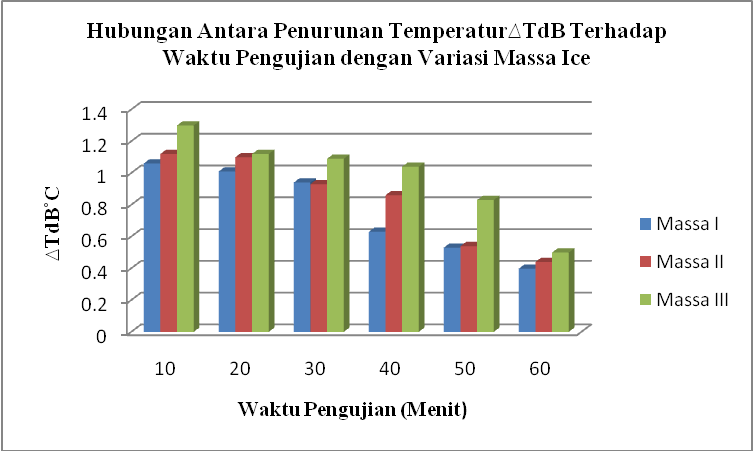 Hubungan Antara Penurunan Temperatur△TdB Terhadap
Waktu Pengujian dengan Variasi Massa Ice
1.4
1.2
1
0.8
0.6
0.4
0.2
0
△TdB°C
10 20 30 40 50 60
Waktu Pengujian (Menit)
Massa I
Massa II
Massa III